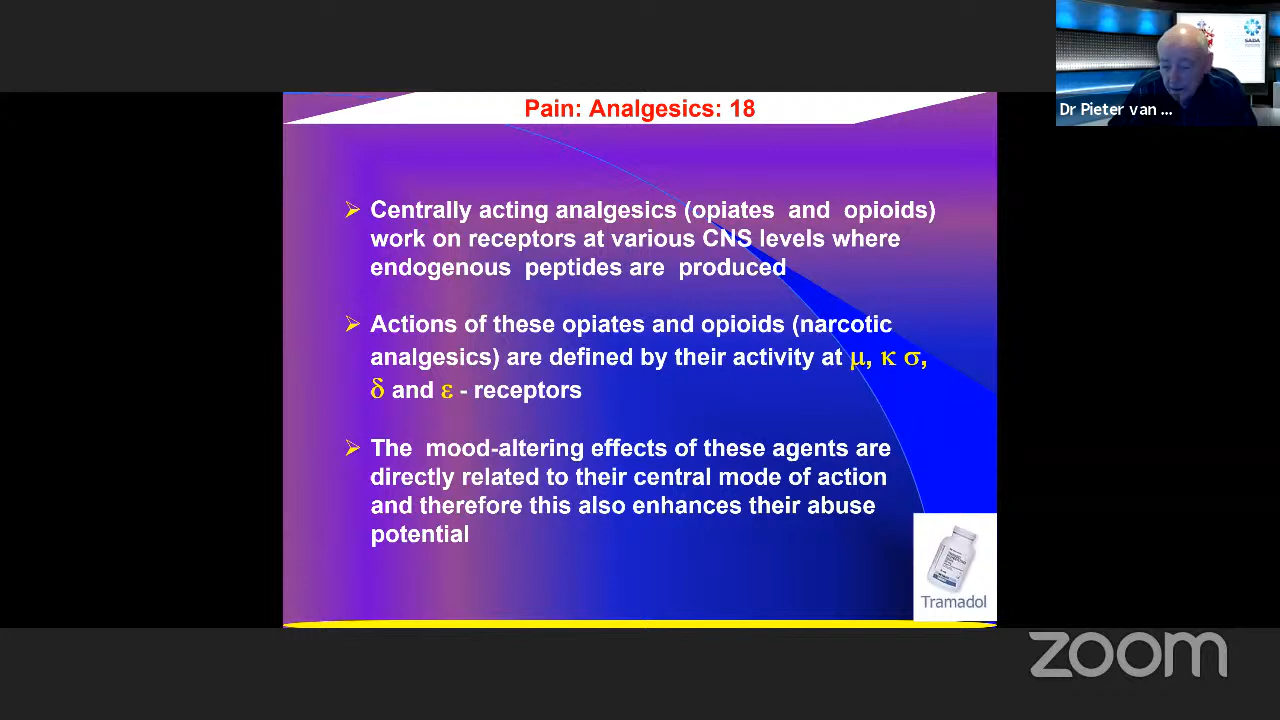 Pain: Analgesics: 18
SADA
Dr Pieter van ...
Centrally acting analgesics (opiates and opioids)
work on receptors at various CNS levels where
endogenous peptides are produced
Actions of these opiates and opioids (narcotic
analgesics) are defined by their activity at μ, κ σ,
δ and ε - receptors
The mood-altering effects of these agents are
directly related to their central mode of action
and therefore this also enhances their abuse
potential
Tramadol
zoom